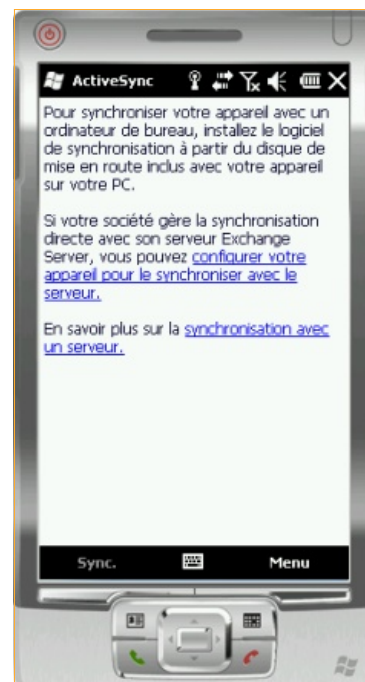 ActiveSync
Pour synchroniser votre appareil avec un
ordinateur de bureau, installez le logiciel
de synchronisation à partir du disque de
mise en route inclus avec votre appareil
sur votre PC.
Si votre société gère la synchronisation
directe avec son serveur Exchange
Server, vous pouvez configurer votre
appareil pour le synchroniser avec le
serveur.
En savoir plus sur la synchronisation avec
un serveur.
Sync. Menu